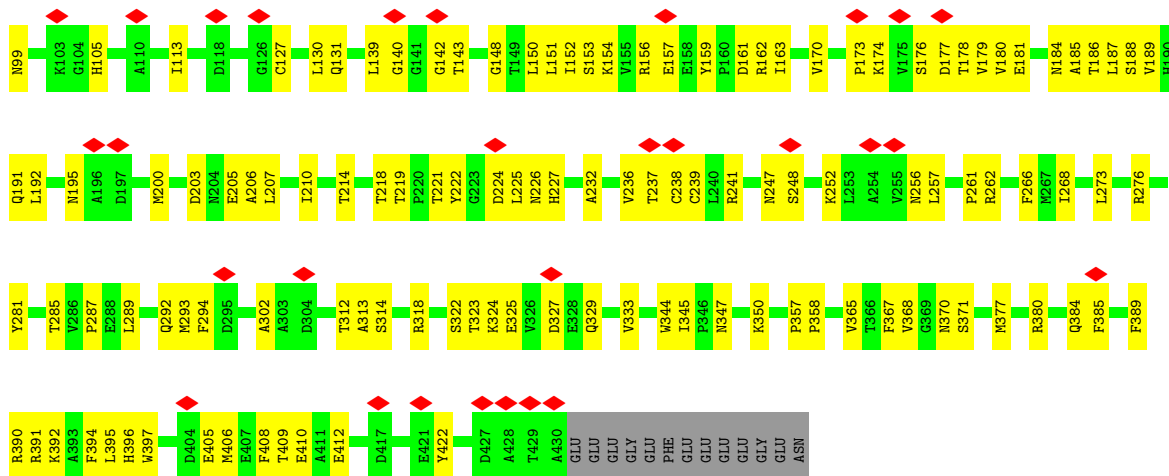 N99 K103 G104 H105 A110 I113 D118 G126 C127 L130 Q131 L139 G140 G141 G142 T143 G148 T149 L150 L151 I152 S153 K154 V155 R156 E157 E158 Y159 P160 D161 R162 I163 V170 P173 K174 V175 S176 D177 T178 V179 V180 E181 N184 A185 T186 L187 S188 V189 H190
Q191 L192 N195 A196 D197 M200 D203 N204 E205 A206 L207 I210 T214 T218 T219 P220 T221 Y222 G223 D224 L225 N226 H227 A232 V236 T237 C238 C239 L240 R241 N247 S248 K252 L253 A254 V255 N256 L257 P261 R262 F266 M267 I268 L273 R276
Y281 T285 V286 P287 E288 L289 Q292 M293 F294 D295 A302 A303 D304 T312 A313 S314 R318 S322 T323 K324 E325 V326 D327 E328 Q329 V333 W344 I345 P346 N347 K350 P357 P358 V365 T366 F367 V368 G369 N370 S371 M377 R380 Q384 F385 F389
R390 R391 K392 A393 F394 L395 H396 W397 D404 E405 M406 E407 F408 T409 E410 A411 E412 D417 E421 Y422 D427 A428 T429 A430 GLU GLU GLU GLY GLU PHE GLU GLU GLU GLU GLY GLU ASN